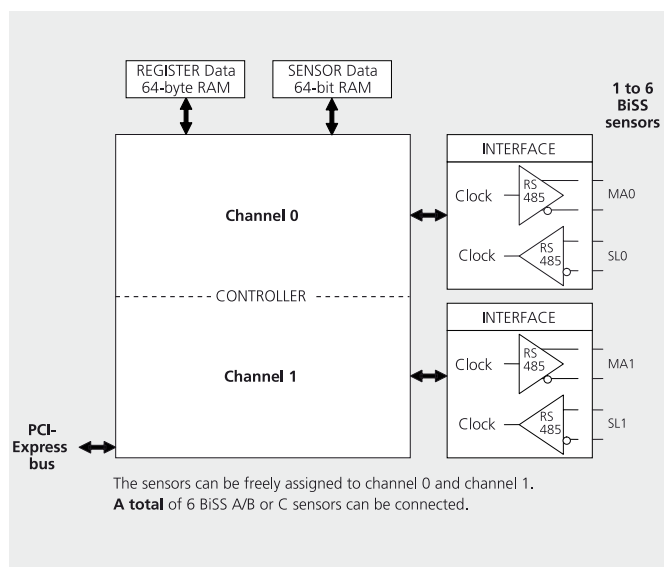 REGISTER Data
64-byte RAM
SENSOR Data
64-bit RAM
1 to 6
BiSS
sensors
INTERFACE
Clock
RS
485
MA0
Clock
RS
485
SL0
Channel 0
CONTROLLER
Channel 1
INTERFACE
Clock
RS
485
MA1
Clock
RS
485
SL1
PCI-
Express
bus
The sensors can be freely assigned to channel 0 and channel 1.
A total of 6 BiSS A/B or C sensors can be connected.